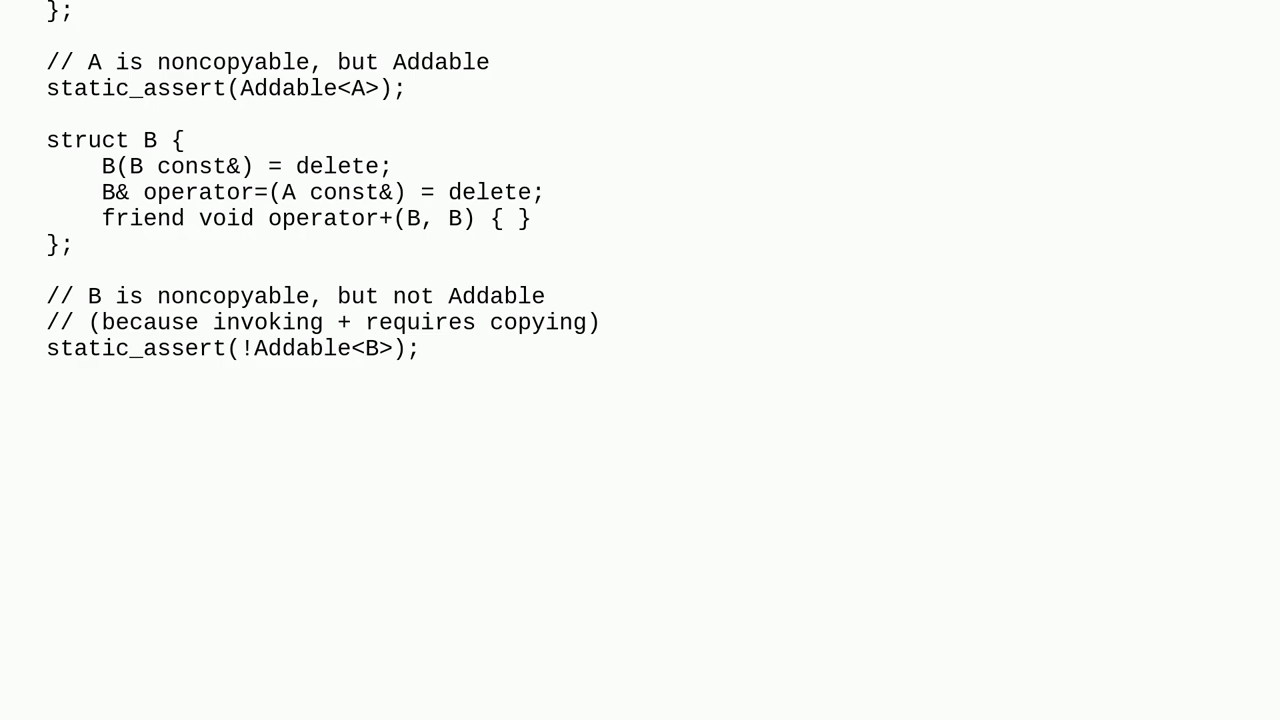 };
// A is noncopyable, but Addable
static_assert(Addable<A>);
struct B {
    B(B const&) = delete;
    B& operator=(A const&) = delete;
    friend void operator+(B, B) { }
};
// B is noncopyable, but not Addable
// (because invoking + requires copying)
static_assert(!Addable<B>);